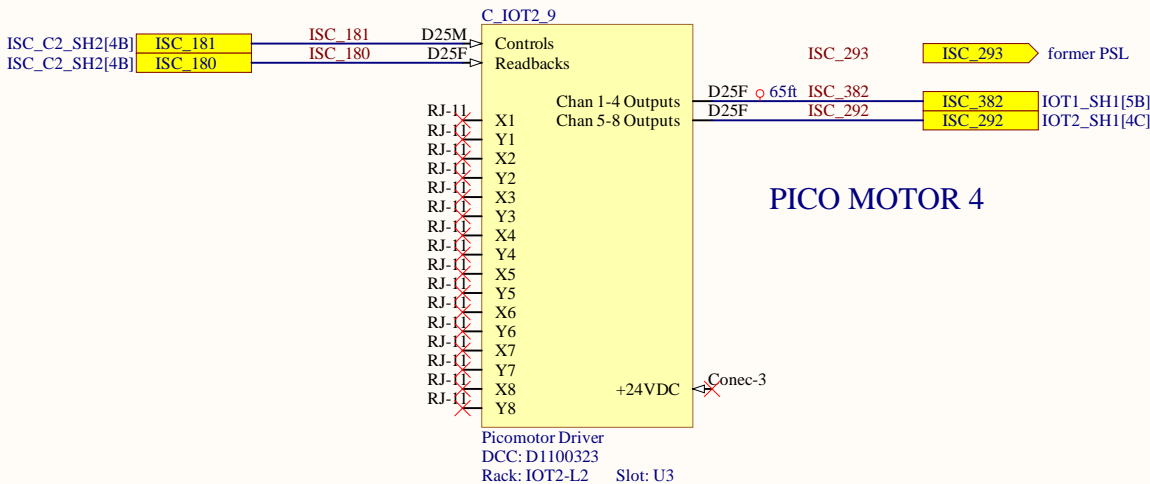 C_IOT2_9
ISC_C2_SH2[4B] ISC_181 ISC_181 D25M Controls
ISC_C2_SH2[4B] ISC_180 ISC_180 D25F Readbacks
ISC_293 ISC_293 former PSL
Chan 1-4 Outputs D25F 65ft ISC_382 ISC_382 IOT1_SH1[5B]
Chan 5-8 Outputs D25F ISC_292 ISC_292 IOT2_SH1[4C]
RJ-11 X1
RJ-11 Y1
RJ-11 X2
RJ-11 Y2
RJ-11 X3
RJ-11 Y3
RJ-11 X4
RJ-11 Y4
RJ-11 X5
RJ-11 Y5
RJ-11 X6
RJ-11 Y6
RJ-11 X7
RJ-11 Y7
RJ-11 X8
RJ-11 Y8
PICO MOTOR 4
+24VDC Conec-3
Picomotor Driver
DCC: D1100323
Rack: IOT2-L2 Slot: U3